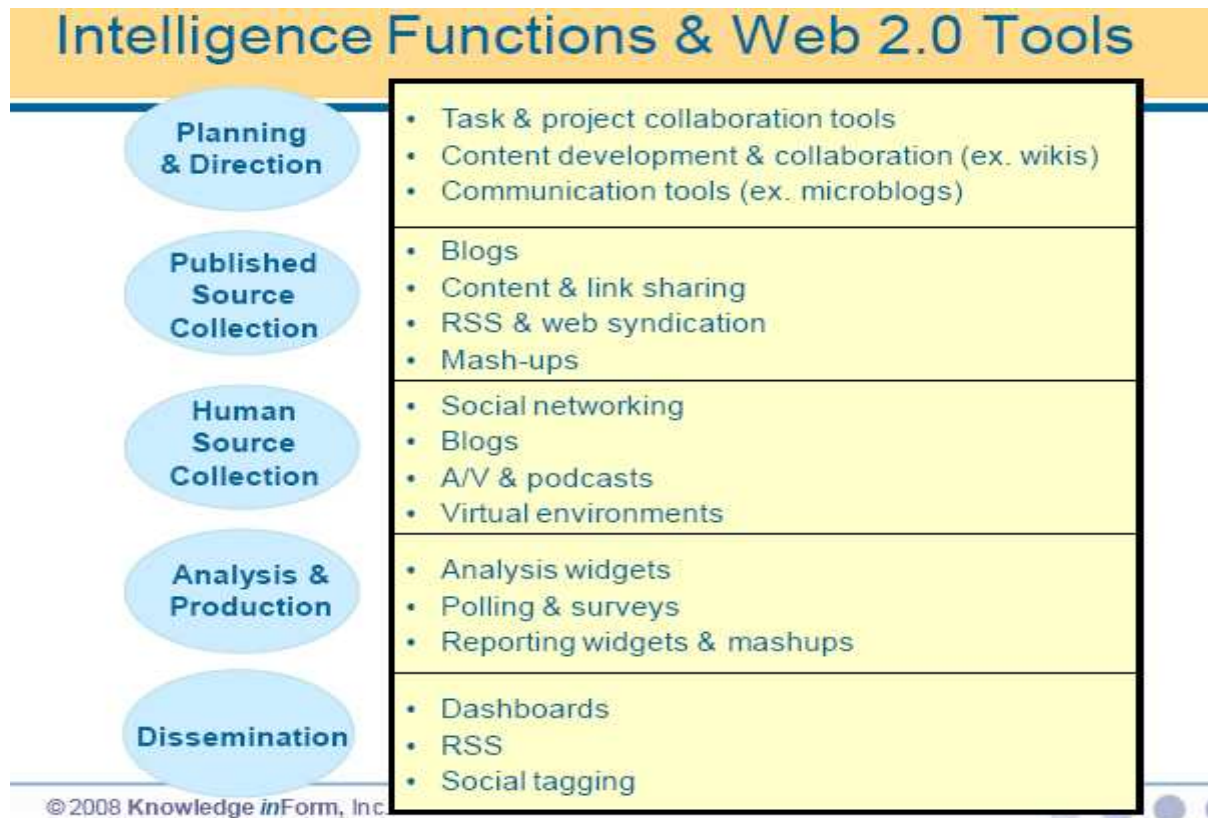 Intelligence Functions & Web 2.0 Tools
Planning
& Direction
• Task & project collaboration tools
• Content development & collaboration (ex. wikis)
• Communication tools (ex. microblogs)
Published
Source
Collection
• Blogs
• Content & link sharing
• RSS & web syndication
• Mash-ups
Human
Source
Collection
• Social networking
• Blogs
• A/V & podcasts
• Virtual environments
Analysis &
Production
• Analysis widgets
• Polling & surveys
• Reporting widgets & mashups
Dissemination
• Dashboards
• RSS
• Social tagging
© 2008 Knowledge inForm, Inc.